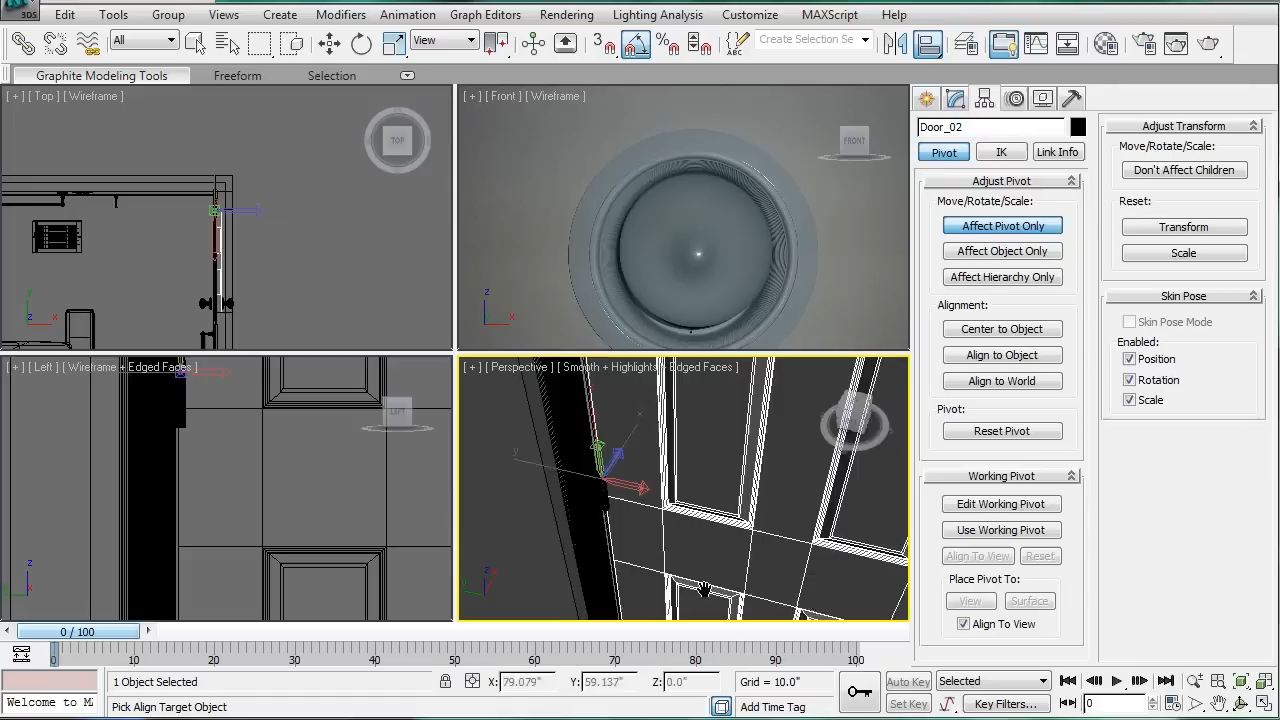 3DS
Edit Tools Group Views Create Modifiers Animation Graph Editors Rendering Lighting Analysis Customize MAXScript Help
All View 3 % ABC Create Selection Se
Graphite Modeling Tools Freeform Selection
[ + ] [ Top ] [ Wireframe ]
TOP
[ + ] [ Front ] [ Wireframe ]
FRONT
[ + ] [ Left ] [ Wireframe + Edged Faces ]
LEFT
[ + ] [ Perspective ] [ Smooth + Highlights + Edged Faces ]
Door_02
Pivot IK Link Info
Adjust Pivot
Move/Rotate/Scale:
Affect Pivot Only
Affect Object Only
Affect Hierarchy Only
Alignment:
Center to Object
Align to Object
Align to World
Pivot:
Reset Pivot
Working Pivot
Edit Working Pivot
Use Working Pivot
Align To View Reset
Place Pivot To:
View Surface
Align To View
Adjust Transform
Move/Rotate/Scale:
Don't Affect Children
Reset:
Transform
Scale
Skin Pose
Skin Pose Mode
Enabled:
Position
Rotation
Scale
0 / 100
0 10 20 30 40 50 60 70 80 90 100
1 Object Selected X: 79.079" Y: 59.137" Z: 0.0" Grid = 10.0" Auto Key Selected
Welcome to M Pick Align Target Object Add Time Tag Set Key Key Filters... 0